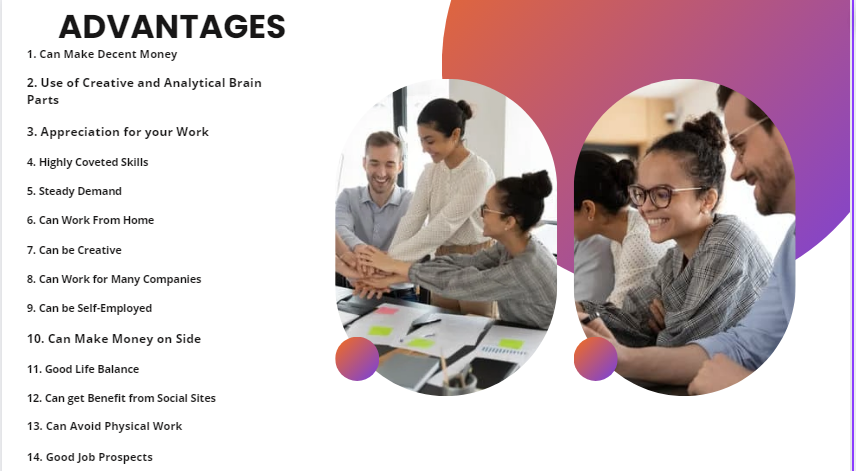 ADVANTAGES
1. Can Make Decent Money
2. Use of Creative and Analytical Brain
Parts
3. Appreciation for your Work
4. Highly Coveted Skills
5. Steady Demand
6. Can Work From Home
7. Can be Creative
8. Can Work for Many Companies
9. Can be Self-Employed
10. Can Make Money on Side
11. Good Life Balance
12. Can get Benefit from Social Sites
13. Can Avoid Physical Work
14. Good Job Prospects